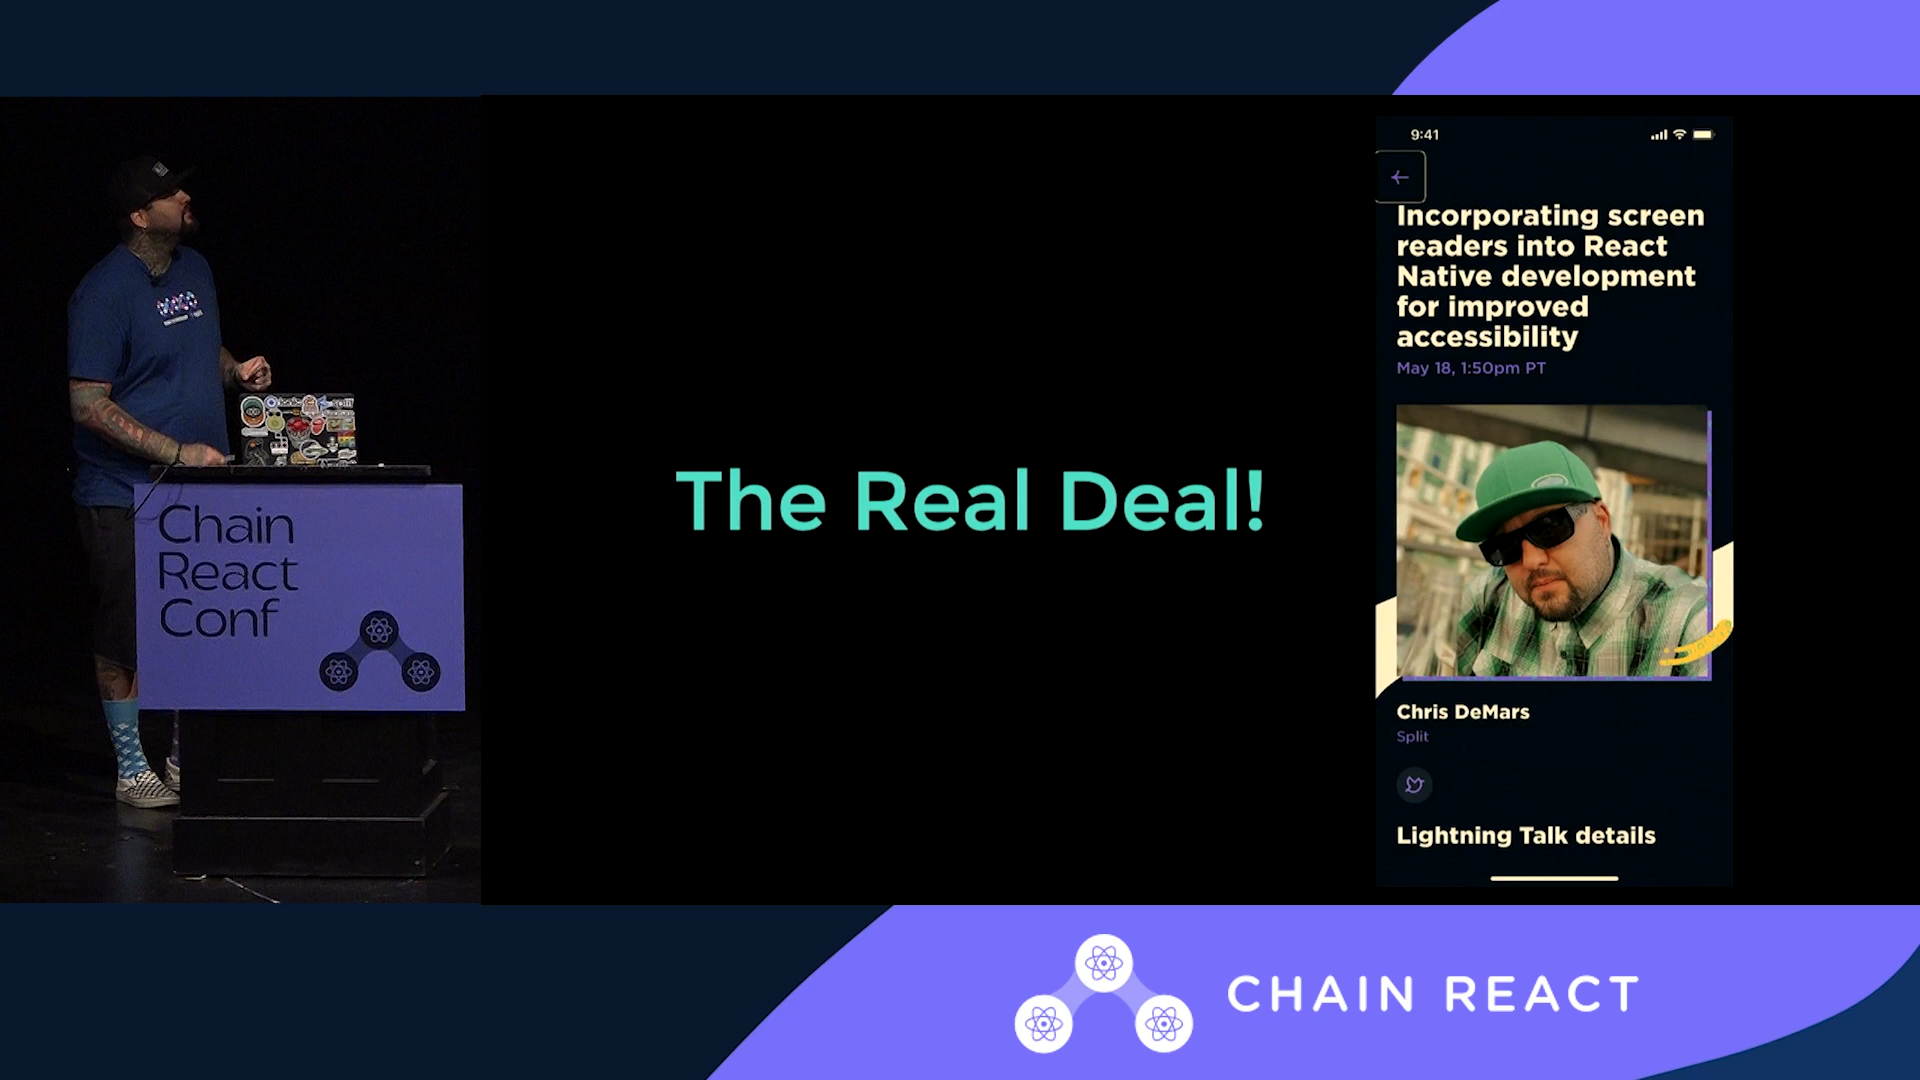 Chain
React
Conf
The Real Deal!
9:41
Incorporating screen
readers into React
Native development
for improved
accessibility
May 18, 1:50pm PT
Chris DeMars
Split
Lightning Talk details
CHAIN REACT